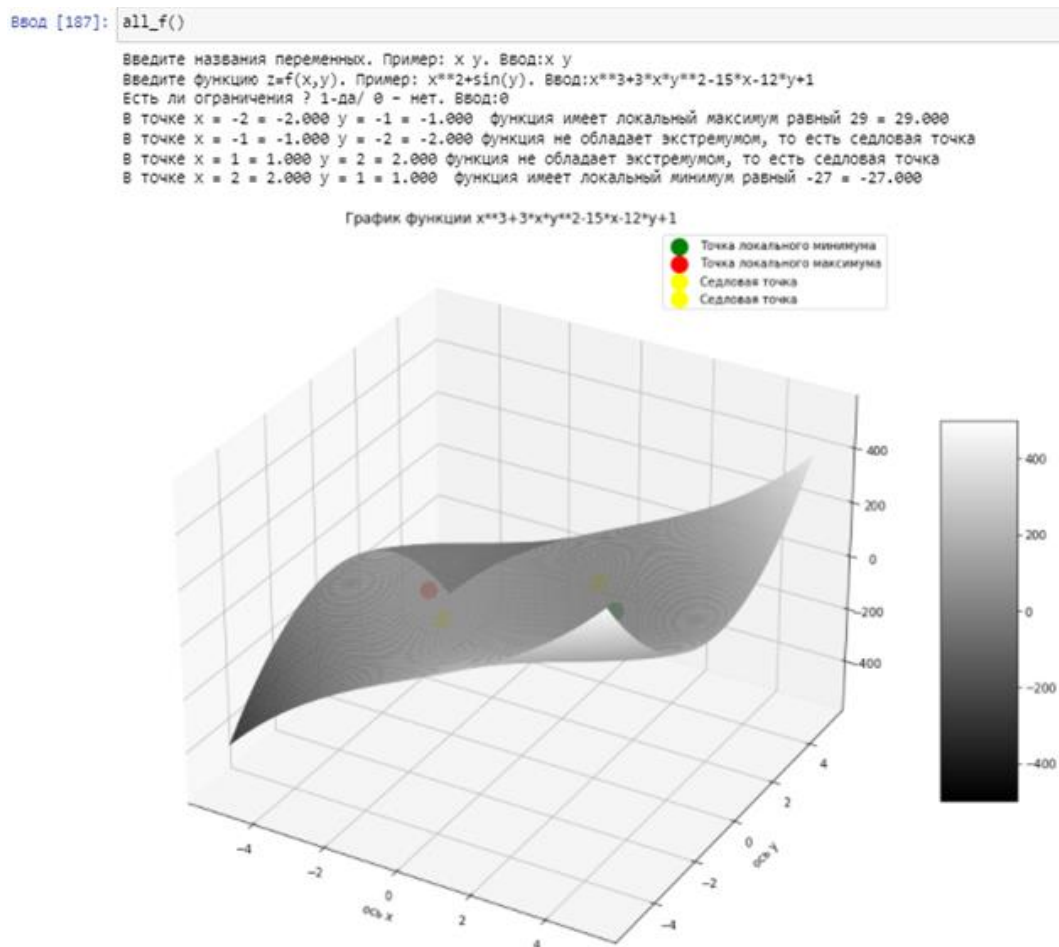 Ввод [187]: all_f()
Введите названия переменных. Пример: x y. Ввод:x y
Введите функцию z=f(x,y). Пример: x**2+sin(y). Ввод:x**3+3*x*y**2-15*x-12*y+1
Есть ли ограничения ? 1-да/ 0 - нет. Ввод:0
В точке x = -2 = -2.000 y = -1 = -1.000  функция имеет локальный максимум равный 29 = 29.000
В точке x = -1 = -1.000 y = -2 = -2.000 функция не обладает экстремумом, то есть седловая точка
В точке x = 1 = 1.000 y = 2 = 2.000 функция не обладает экстремумом, то есть седловая точка
В точке x = 2 = 2.000 y = 1 = 1.000  функция имеет локальный минимум равный -27 = -27.000
График функции x**3+3*x*y**2-15*x-12*y+1
Точка локального минимума
Точка локального максимума
Седловая точка
Седловая точка
400
200
0
−200
−400
400
200
0
−200
−400
4
2
0
−2
−4
ось y
−4
−2
0
2
4
ось x